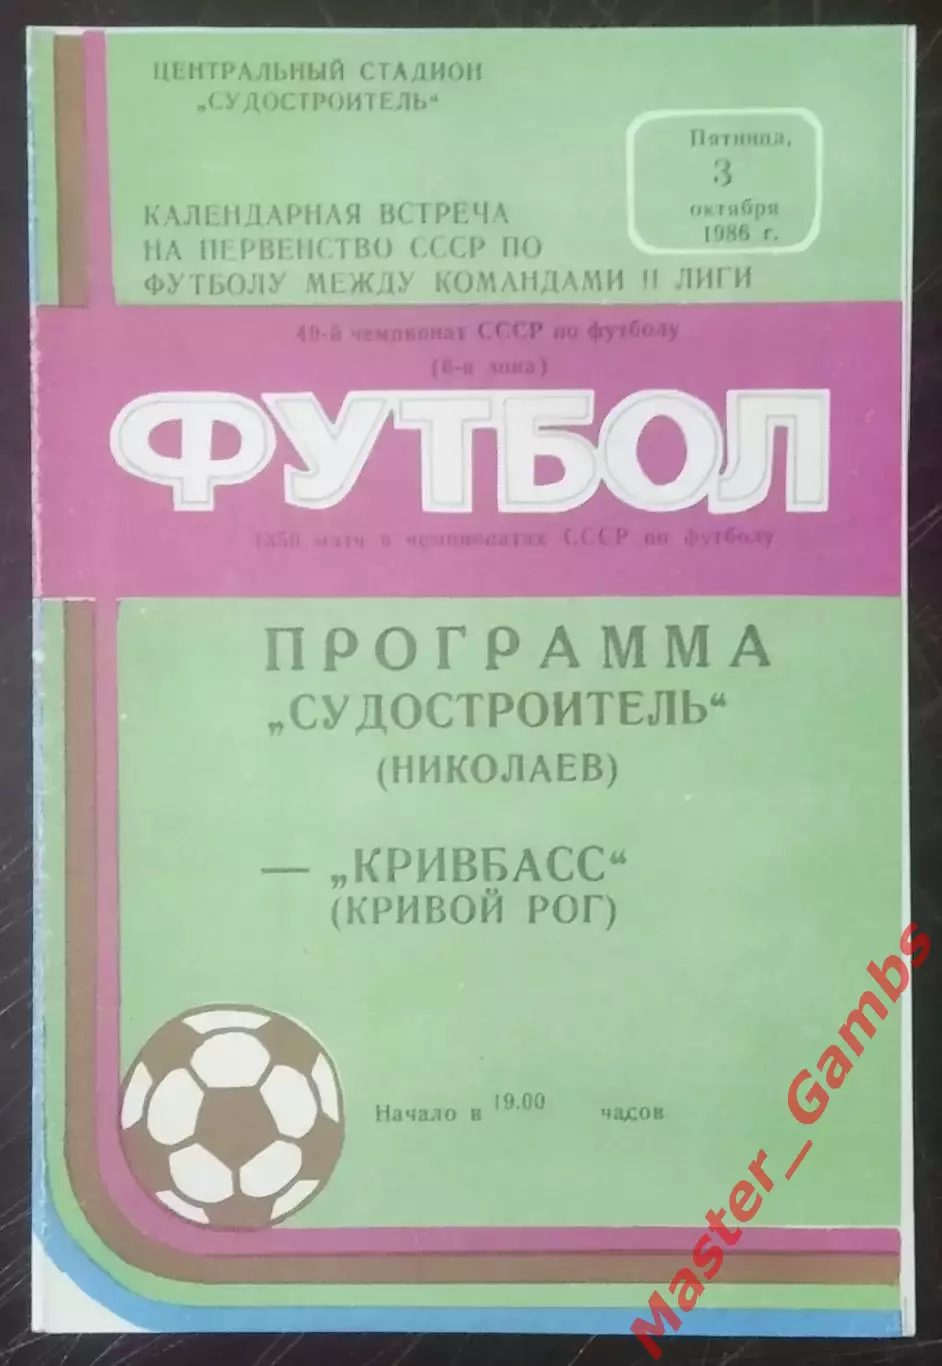 ЦЕНТРАЛЬНЫЙ СТАДИОН
„СУДОСТРОИТЕЛЬ“
Пятница,
3
октября
1986 г.
КАЛЕНДАРНАЯ ВСТРЕЧА
НА ПЕРВЕНСТВО СССР ПО
ФУТБОЛУ МЕЖДУ КОМАНДАМИ II ЛИГИ
49-й чемпионат СССР по футболу
(6-я зона)
ФУТБОЛ
матч в чемпионатах СССР по футболу
ПРОГРАММА
„СУДОСТРОИТЕЛЬ“
(НИКОЛАЕВ)
— „КРИВБАСС“
(КРИВОЙ РОГ)
Начало в 19.00 часов
Master_Gambs